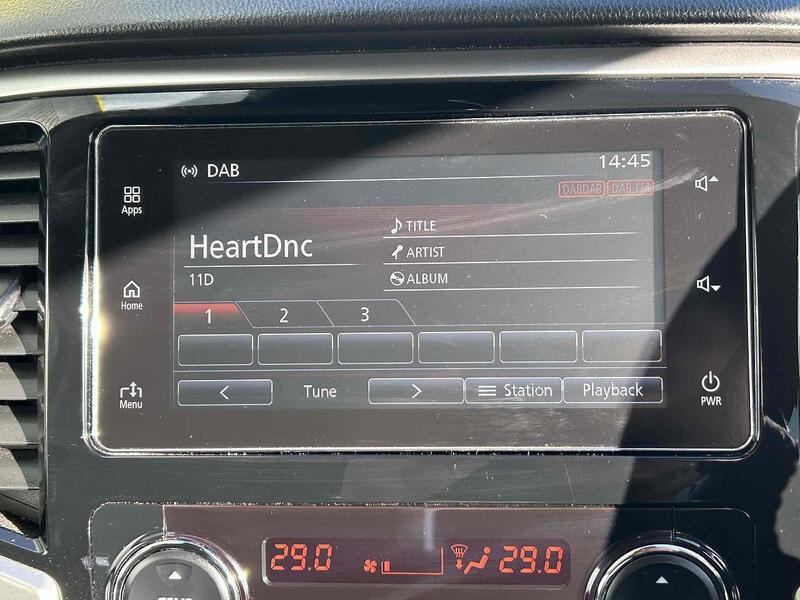 DAB
14:45
DABDAB DAB-FM
Apps
HeartDnc
TITLE
ARTIST
11D
ALBUM
Home
1 2 3
Menu
< Tune > Station Playback
PWR
29.0 29.0